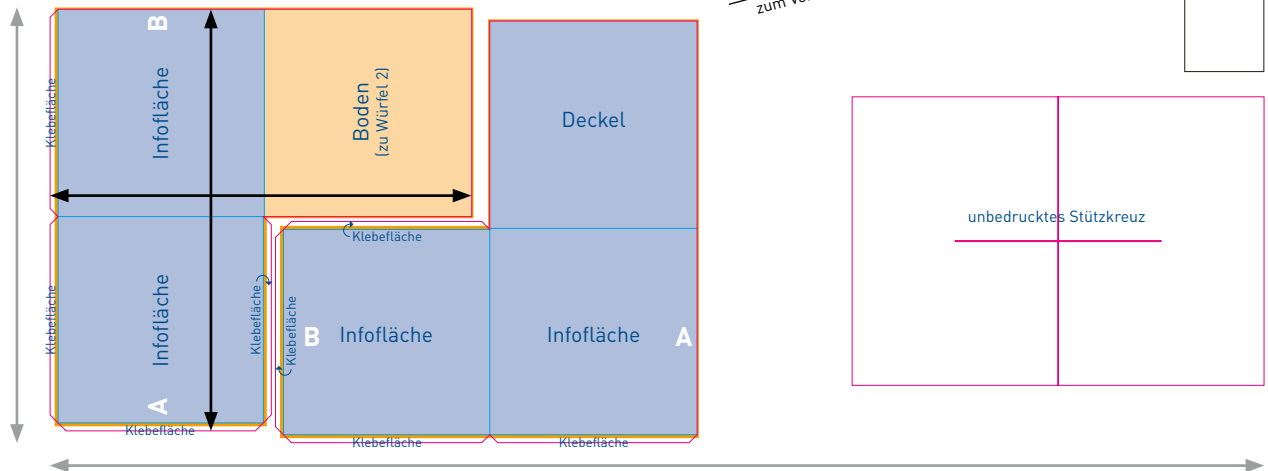 zum
B
Infofläche
Klebefläche
Boden
(zu Würfel 2)
Deckel
Klebefläche
Infofläche
A
Klebefläche
Klebefläche
Klebefläche
B
Infofläche
Infofläche
A
Klebefläche
Klebefläche
Klebefläche
unbedrucktes Stützkreuz